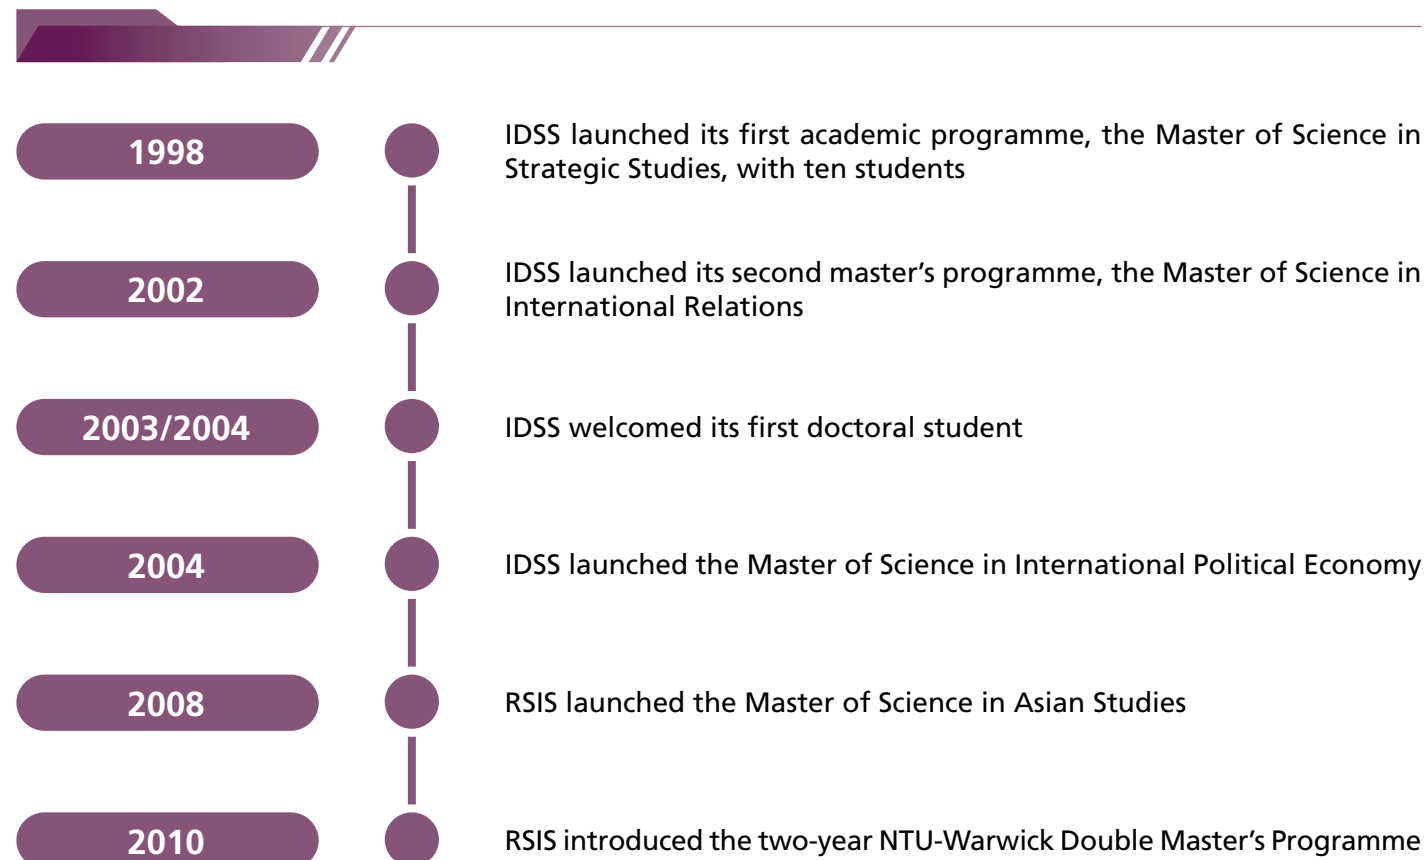 1998
IDSS launched its first academic programme, the Master of Science in
Strategic Studies, with ten students
2002
IDSS launched its second master’s programme, the Master of Science in
International Relations
2003/2004
IDSS welcomed its first doctoral student
2004
IDSS launched the Master of Science in International Political Economy
2008
RSIS launched the Master of Science in Asian Studies
2010
RSIS introduced the two-year NTU-Warwick Double Master’s Programme